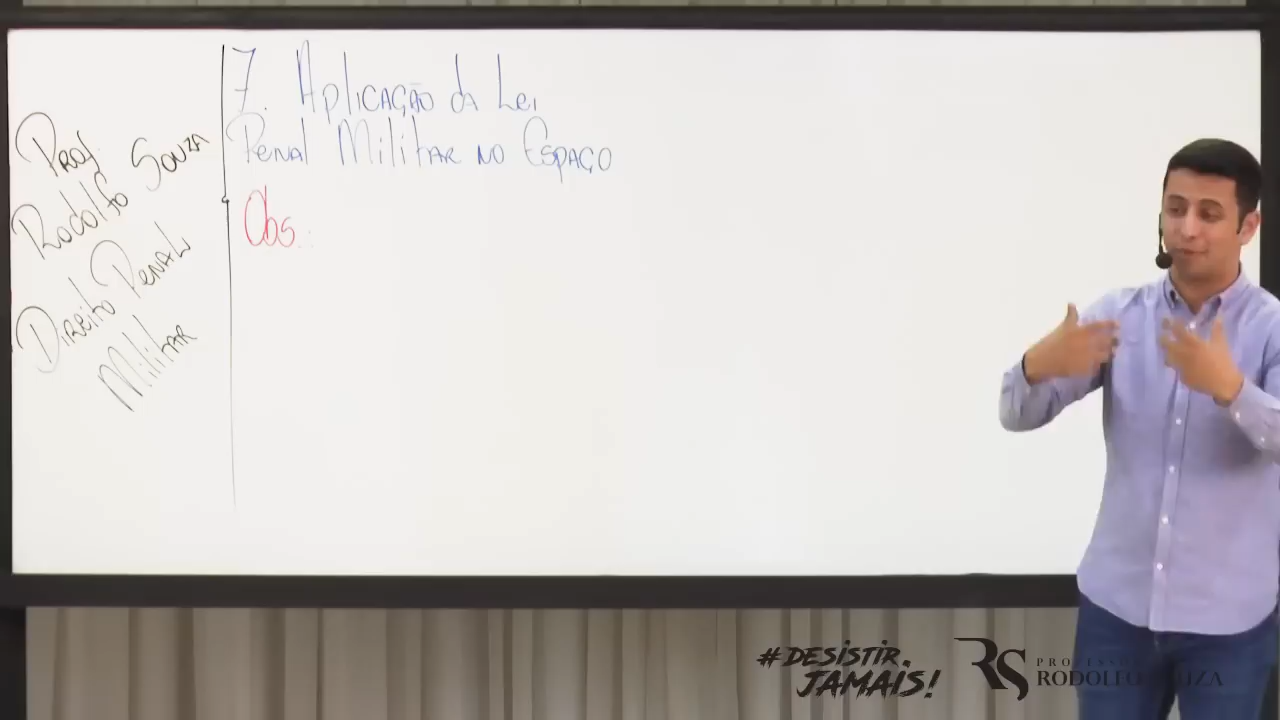 Prof.
Rodolfo Souza
Direito Penal
Militar
7. Aplicação da Lei
Penal Militar no Espaço
Obs.:
#DESISTIR
JAMAIS!
RS
RODOLFO